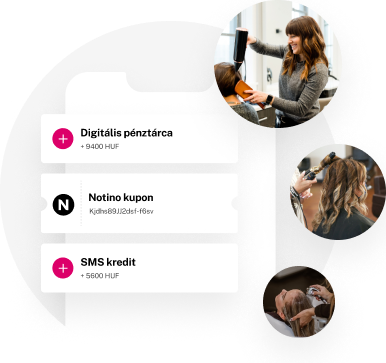 Digitális pénztárca
+ 9400 HUF
N
Notino kupon
Kjdhs89JJ2dsf-f6sv
SMS kredit
+ 5600 HUF